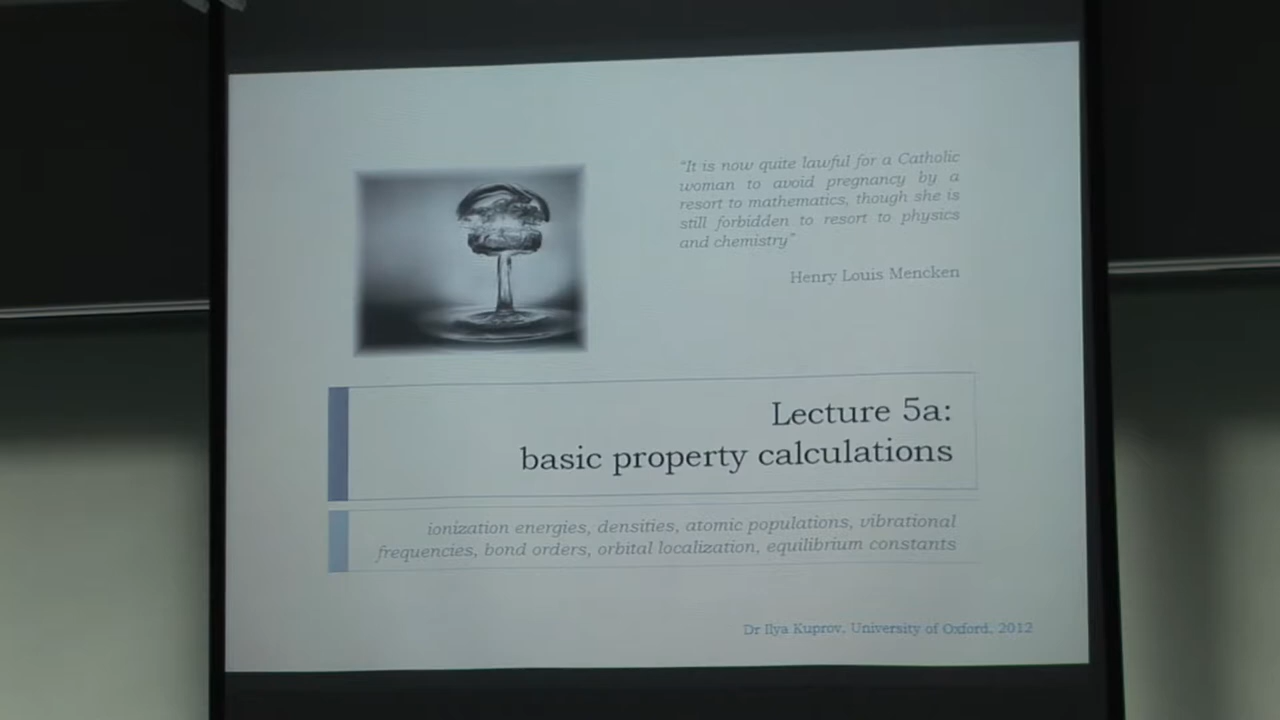 “It is now quite lawful for a Catholic
woman to avoid pregnancy by a
resort to mathematics, though she is
still forbidden to resort to physics
and chemistry”
Henry Louis Mencken
Lecture 5a:
basic property calculations
ionization energies, densities, atomic populations, vibrational
frequencies, bond orders, orbital localization, equilibrium constants
Dr Ilya Kuprov, University of Oxford, 2012